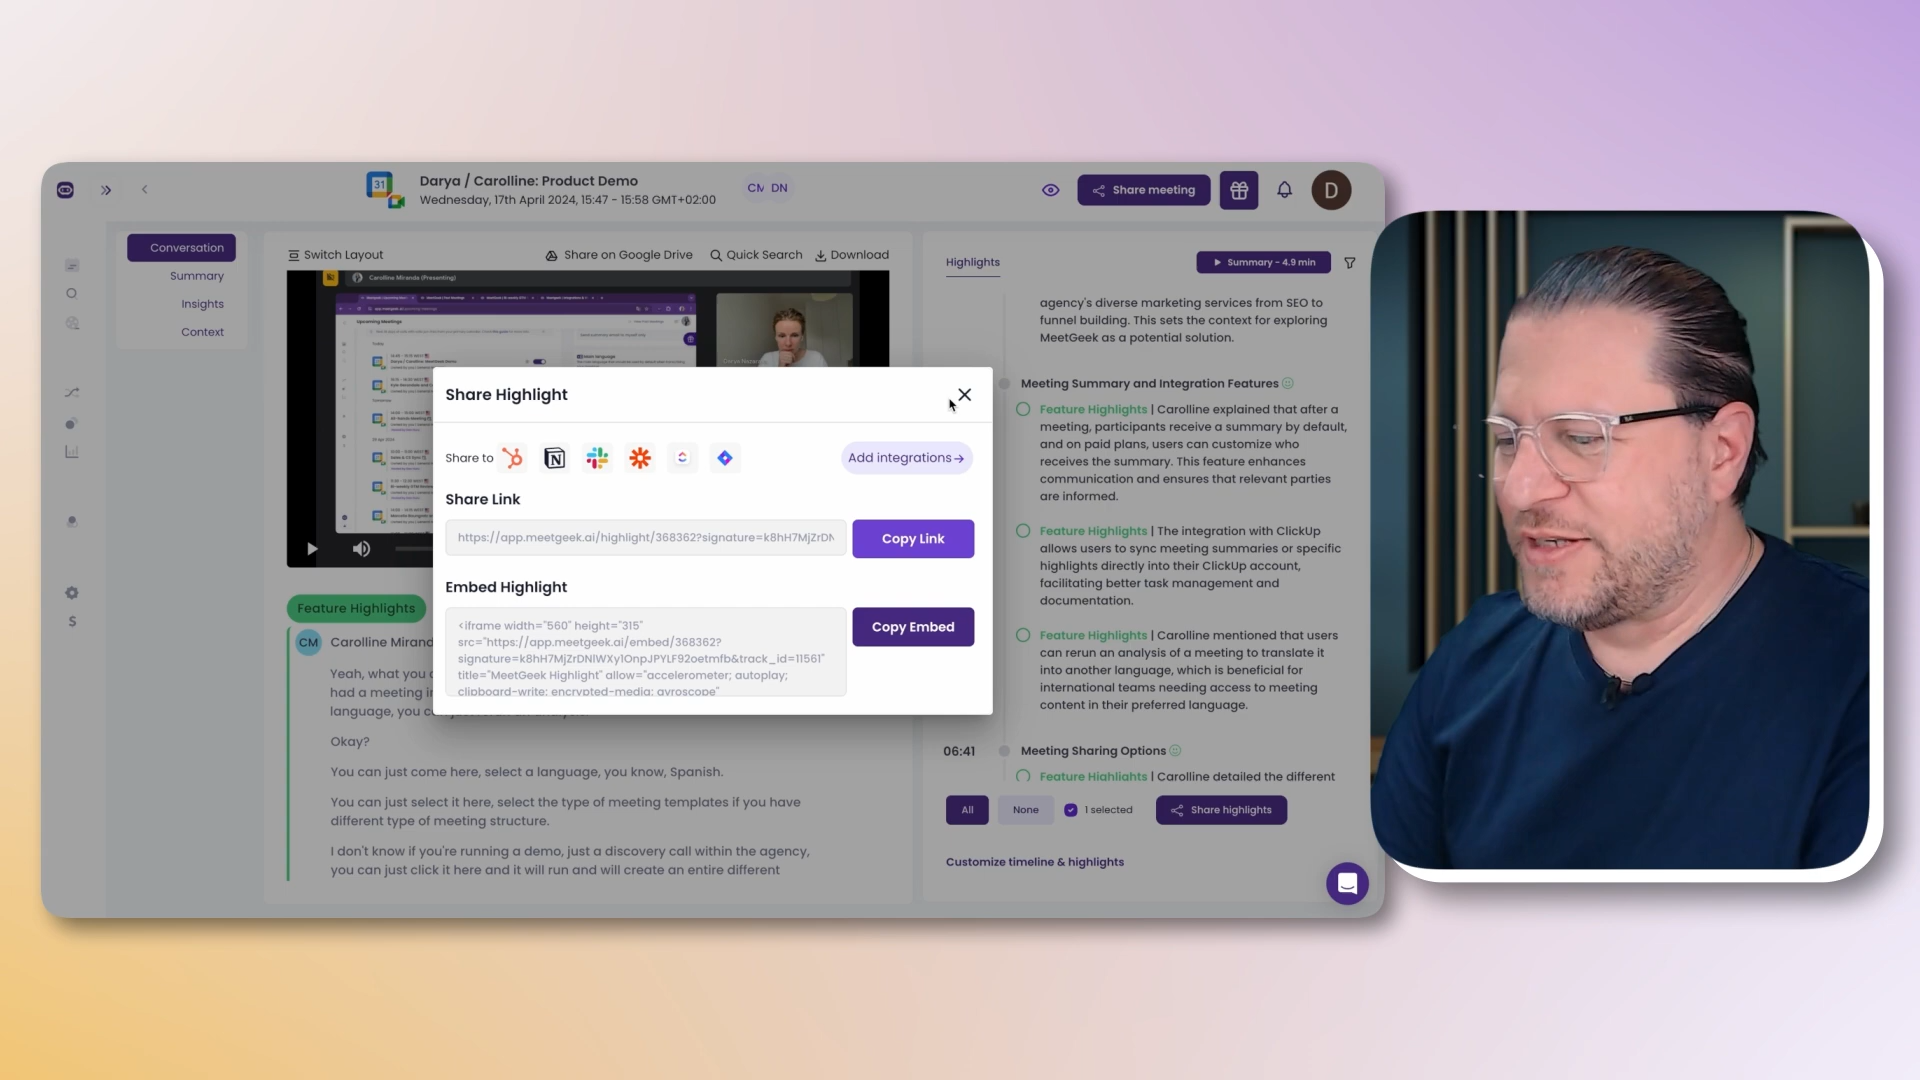 Darya / Carolline: Product Demo
Wednesday, 17th April 2024, 15:47 - 15:58 GMT+02:00
CM DN
Share meeting
D
Conversation
Summary
Insights
Context
Switch Layout
Share on Google Drive
Quick Search
Download
Carolline Miranda (Presenting)
Upcoming Meetings
Share Highlight
Share to
Add integrations→
Share Link
https://app.meetgeek.ai/highlight/368362?signature=k8hH7MjZrDN
Copy Link
Embed Highlight
<iframe width="560" height="315"
src="https://app.meetgeek.ai/embed/368362?
signature=k8hH7MjZrDNlWXy1OnpJPYLF92oetmfb&track_id=11561"
title="MeetGeek Highlight" allow="accelerometer; autoplay;
clipboard-write; encrypted-media; gyroscope"
Copy Embed
Feature Highlights
CM
Carolline Mirand
Yeah, what you
had a meeting
language, you
Okay?
You can just come here, select a language, you know, Spanish.
You can just select it here, select the type of meeting templates if you have
different type of meeting structure.
I don't know if you're running a demo, just a discovery call within the agency,
you can just click it here and it will run and will create an entire different
Highlights
Summary - 4.9 min
agency's diverse marketing services from SEO to
funnel building. This sets the context for exploring
MeetGeek as a potential solution.
Meeting Summary and Integration Features
Feature Highlights | Carolline explained that after a
meeting, participants receive a summary by default,
and on paid plans, users can customize who
receives the summary. This feature enhances
communication and ensures that relevant parties
are informed.
Feature Highlights | The integration with ClickUp
allows users to sync meeting summaries or specific
highlights directly into their ClickUp account,
facilitating better task management and
documentation.
Feature Highlights | Carolline mentioned that users
can rerun an analysis of a meeting to translate it
into another language, which is beneficial for
international teams needing access to meeting
content in their preferred language.
06:41
Meeting Sharing Options
Feature Highlights | Carolline detailed the different
All
None
1 selected
Share highlights
Customize timeline & highlights